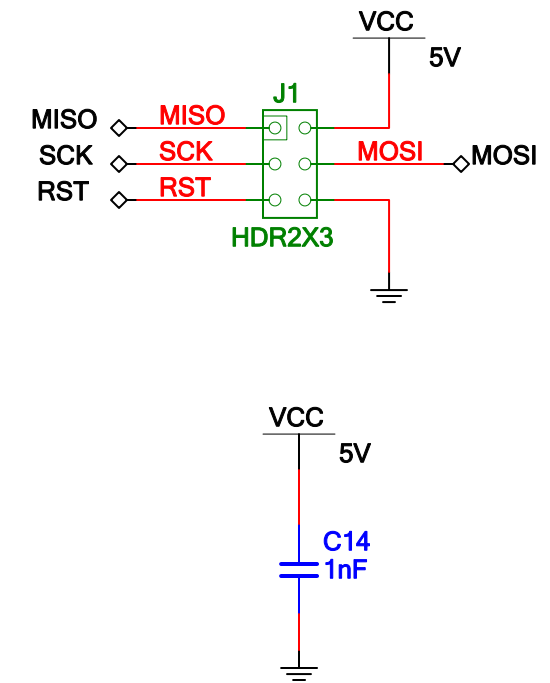 VCC
5V
J1
MISO
MISO
SCK
SCK
MOSI
MOSI
RST
RST
HDR2X3
VCC
5V
C14
1nF